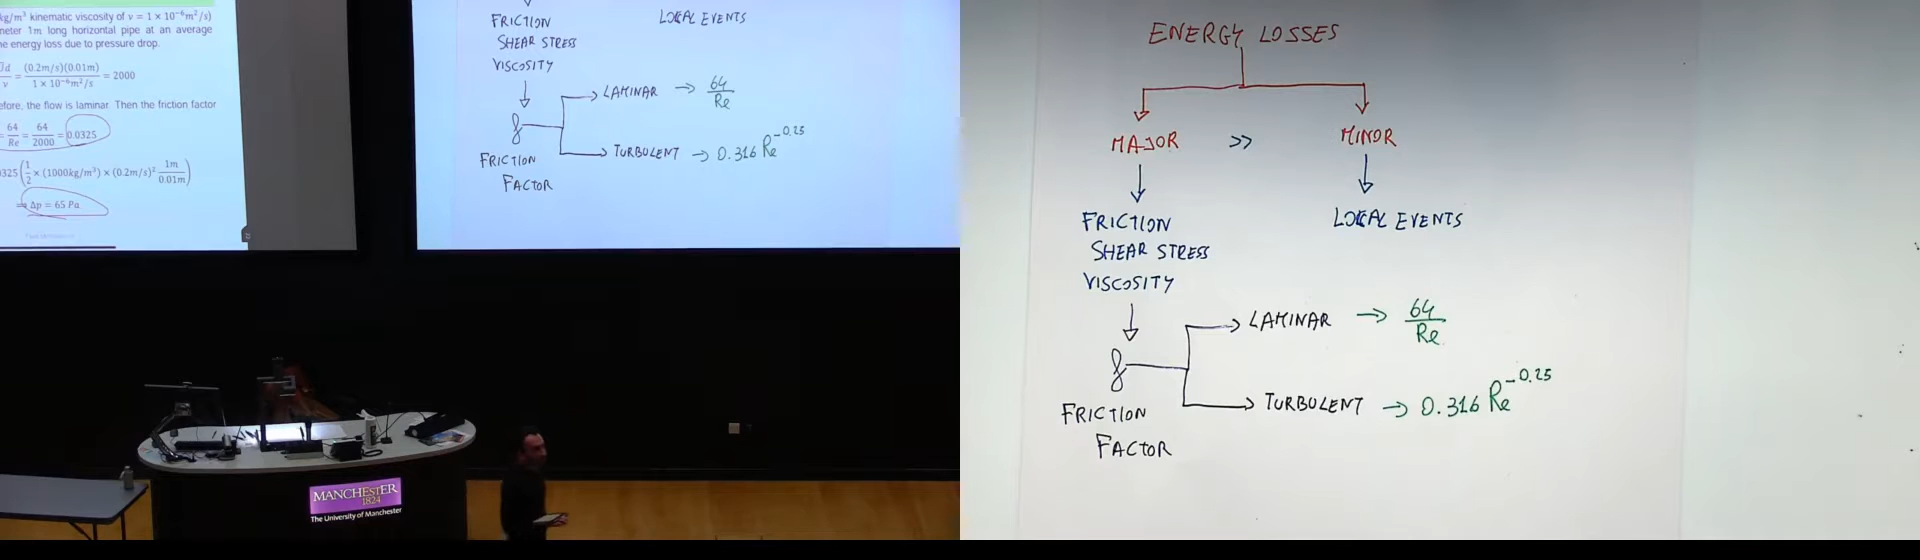 kg/m³ kinematic viscosity of ν = 1 × 10⁻⁶m²/s)
meter 1m long horizontal pipe at an average
he energy loss due to pressure drop.
d/ν = (0.2m/s)(0.01m)/1 × 10⁻⁶m²/s = 2000
efore, the flow is laminar. Then the friction factor
= 64/Re = 64/2000 = 0.0325
325 (1/2 × (1000kg/m³) × (0.2m/s)² 1m/0.01m)
⇒ Δp = 65 Pa
FRICTION
SHEAR STRESS
VISCOSITY
LOCAL EVENTS
LAMINAR → 64/Re
f
TURBULENT → 0.316 Re^-0.25
FRICTION
FACTOR
MANCHESTER
1824
The University of Manchester
ENERGY LOSSES
MAJOR >> MINOR
FRICTION
SHEAR STRESS
VISCOSITY
LOCAL EVENTS
LAMINAR → 64/Re
f
TURBULENT → 0.316 Re^-0.25
FRICTION
FACTOR